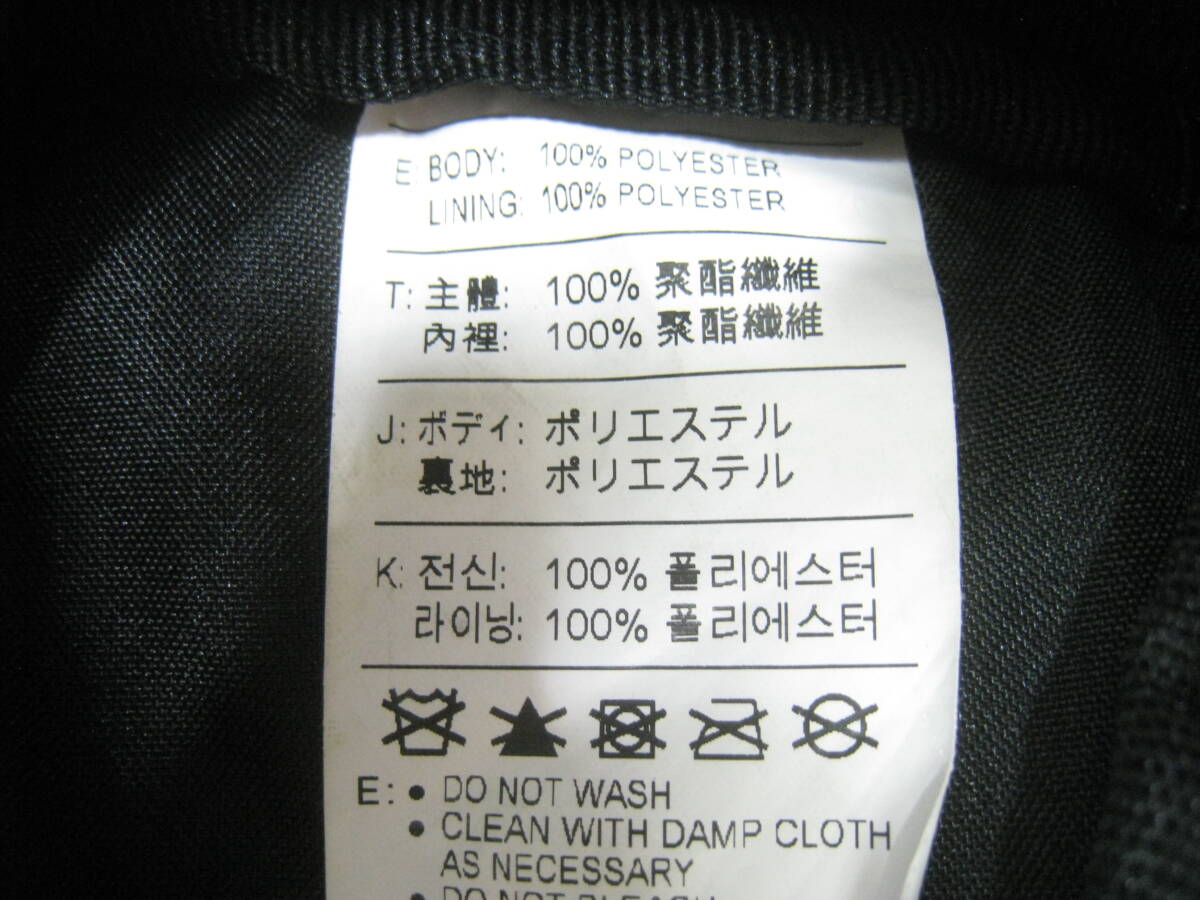 E: BODY: 100% POLYESTER
LINING: 100% POLYESTER
T: 主體: 100% 聚酯纖維
內裡: 100% 聚酯纖維
J: ボディ: ポリエステル
裏地: ポリエステル
K: 전신: 100% 폴리에스터
라이닝: 100% 폴리에스터
E: • DO NOT WASH
• CLEAN WITH DAMP CLOTH
AS NECESSARY
• DO NOT BLEACH